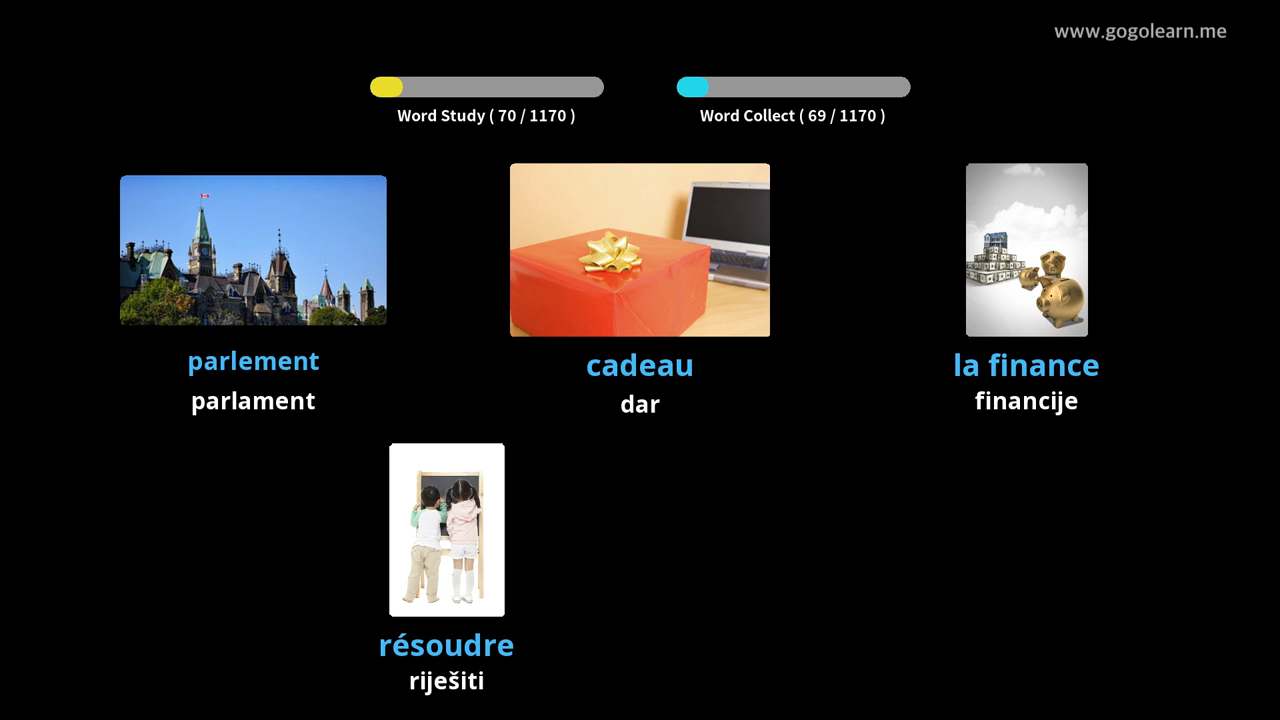 www.gogolearn.me
Word Study ( 70 / 1170 )
Word Collect ( 69 / 1170 )
parlement
parlament
cadeau
dar
la finance
financije
résoudre
riješiti